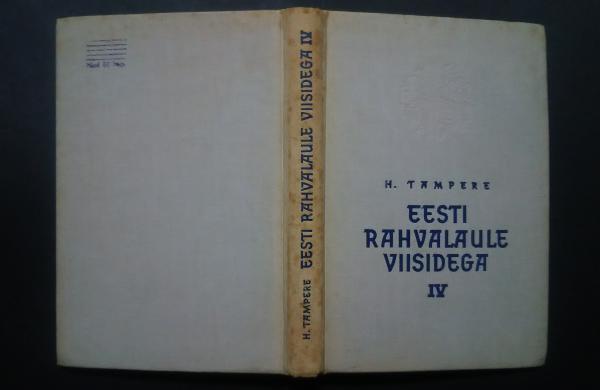 H. TAMPERE EESTI RAHVALAULE VIISIDEGA IV
H. TAMPERE
EESTI
RAHVALAULE
VIISIDEGA
IV